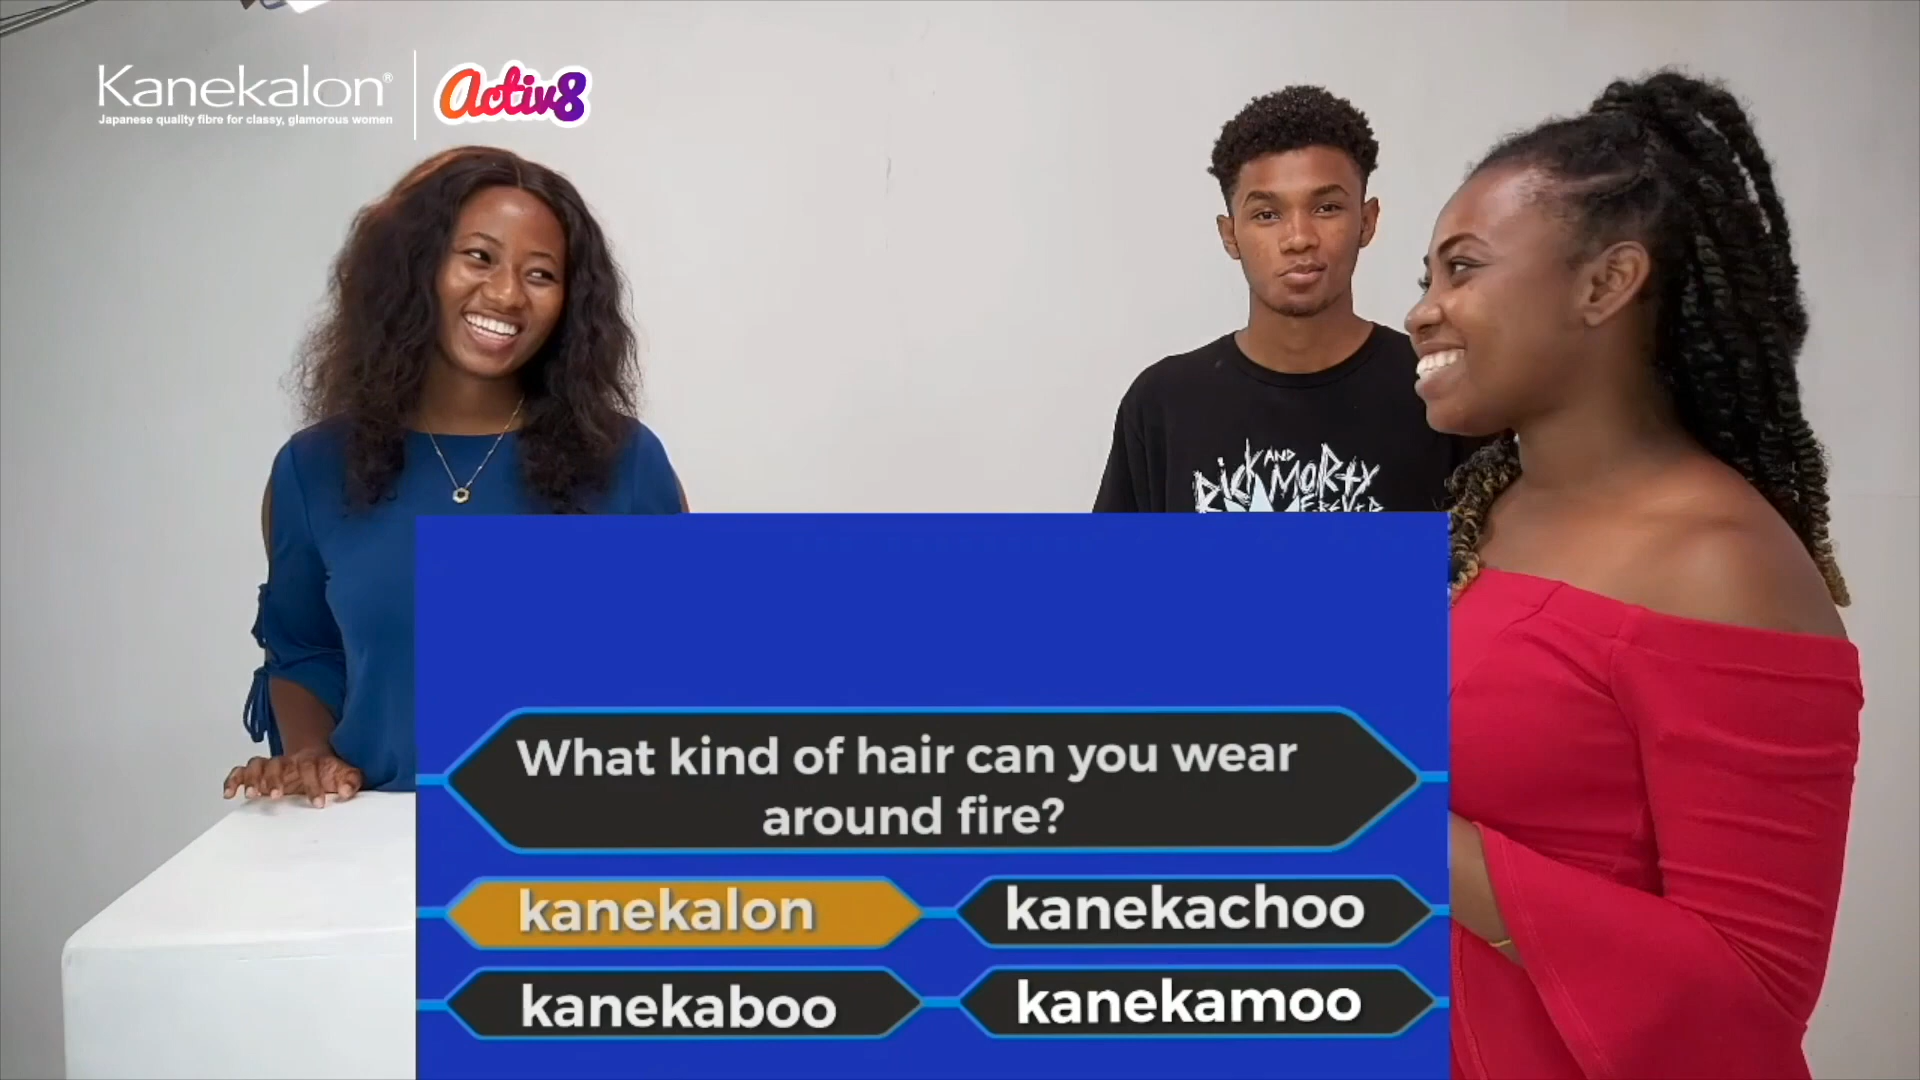 Kanekalon®
Japanese quality fibre for classy, glamorous women
Activ8
RICK AND MORTY
FOREVER
What kind of hair can you wear
around fire?
kanekalon
kanekachoo
kanekaboo
kanekamoo